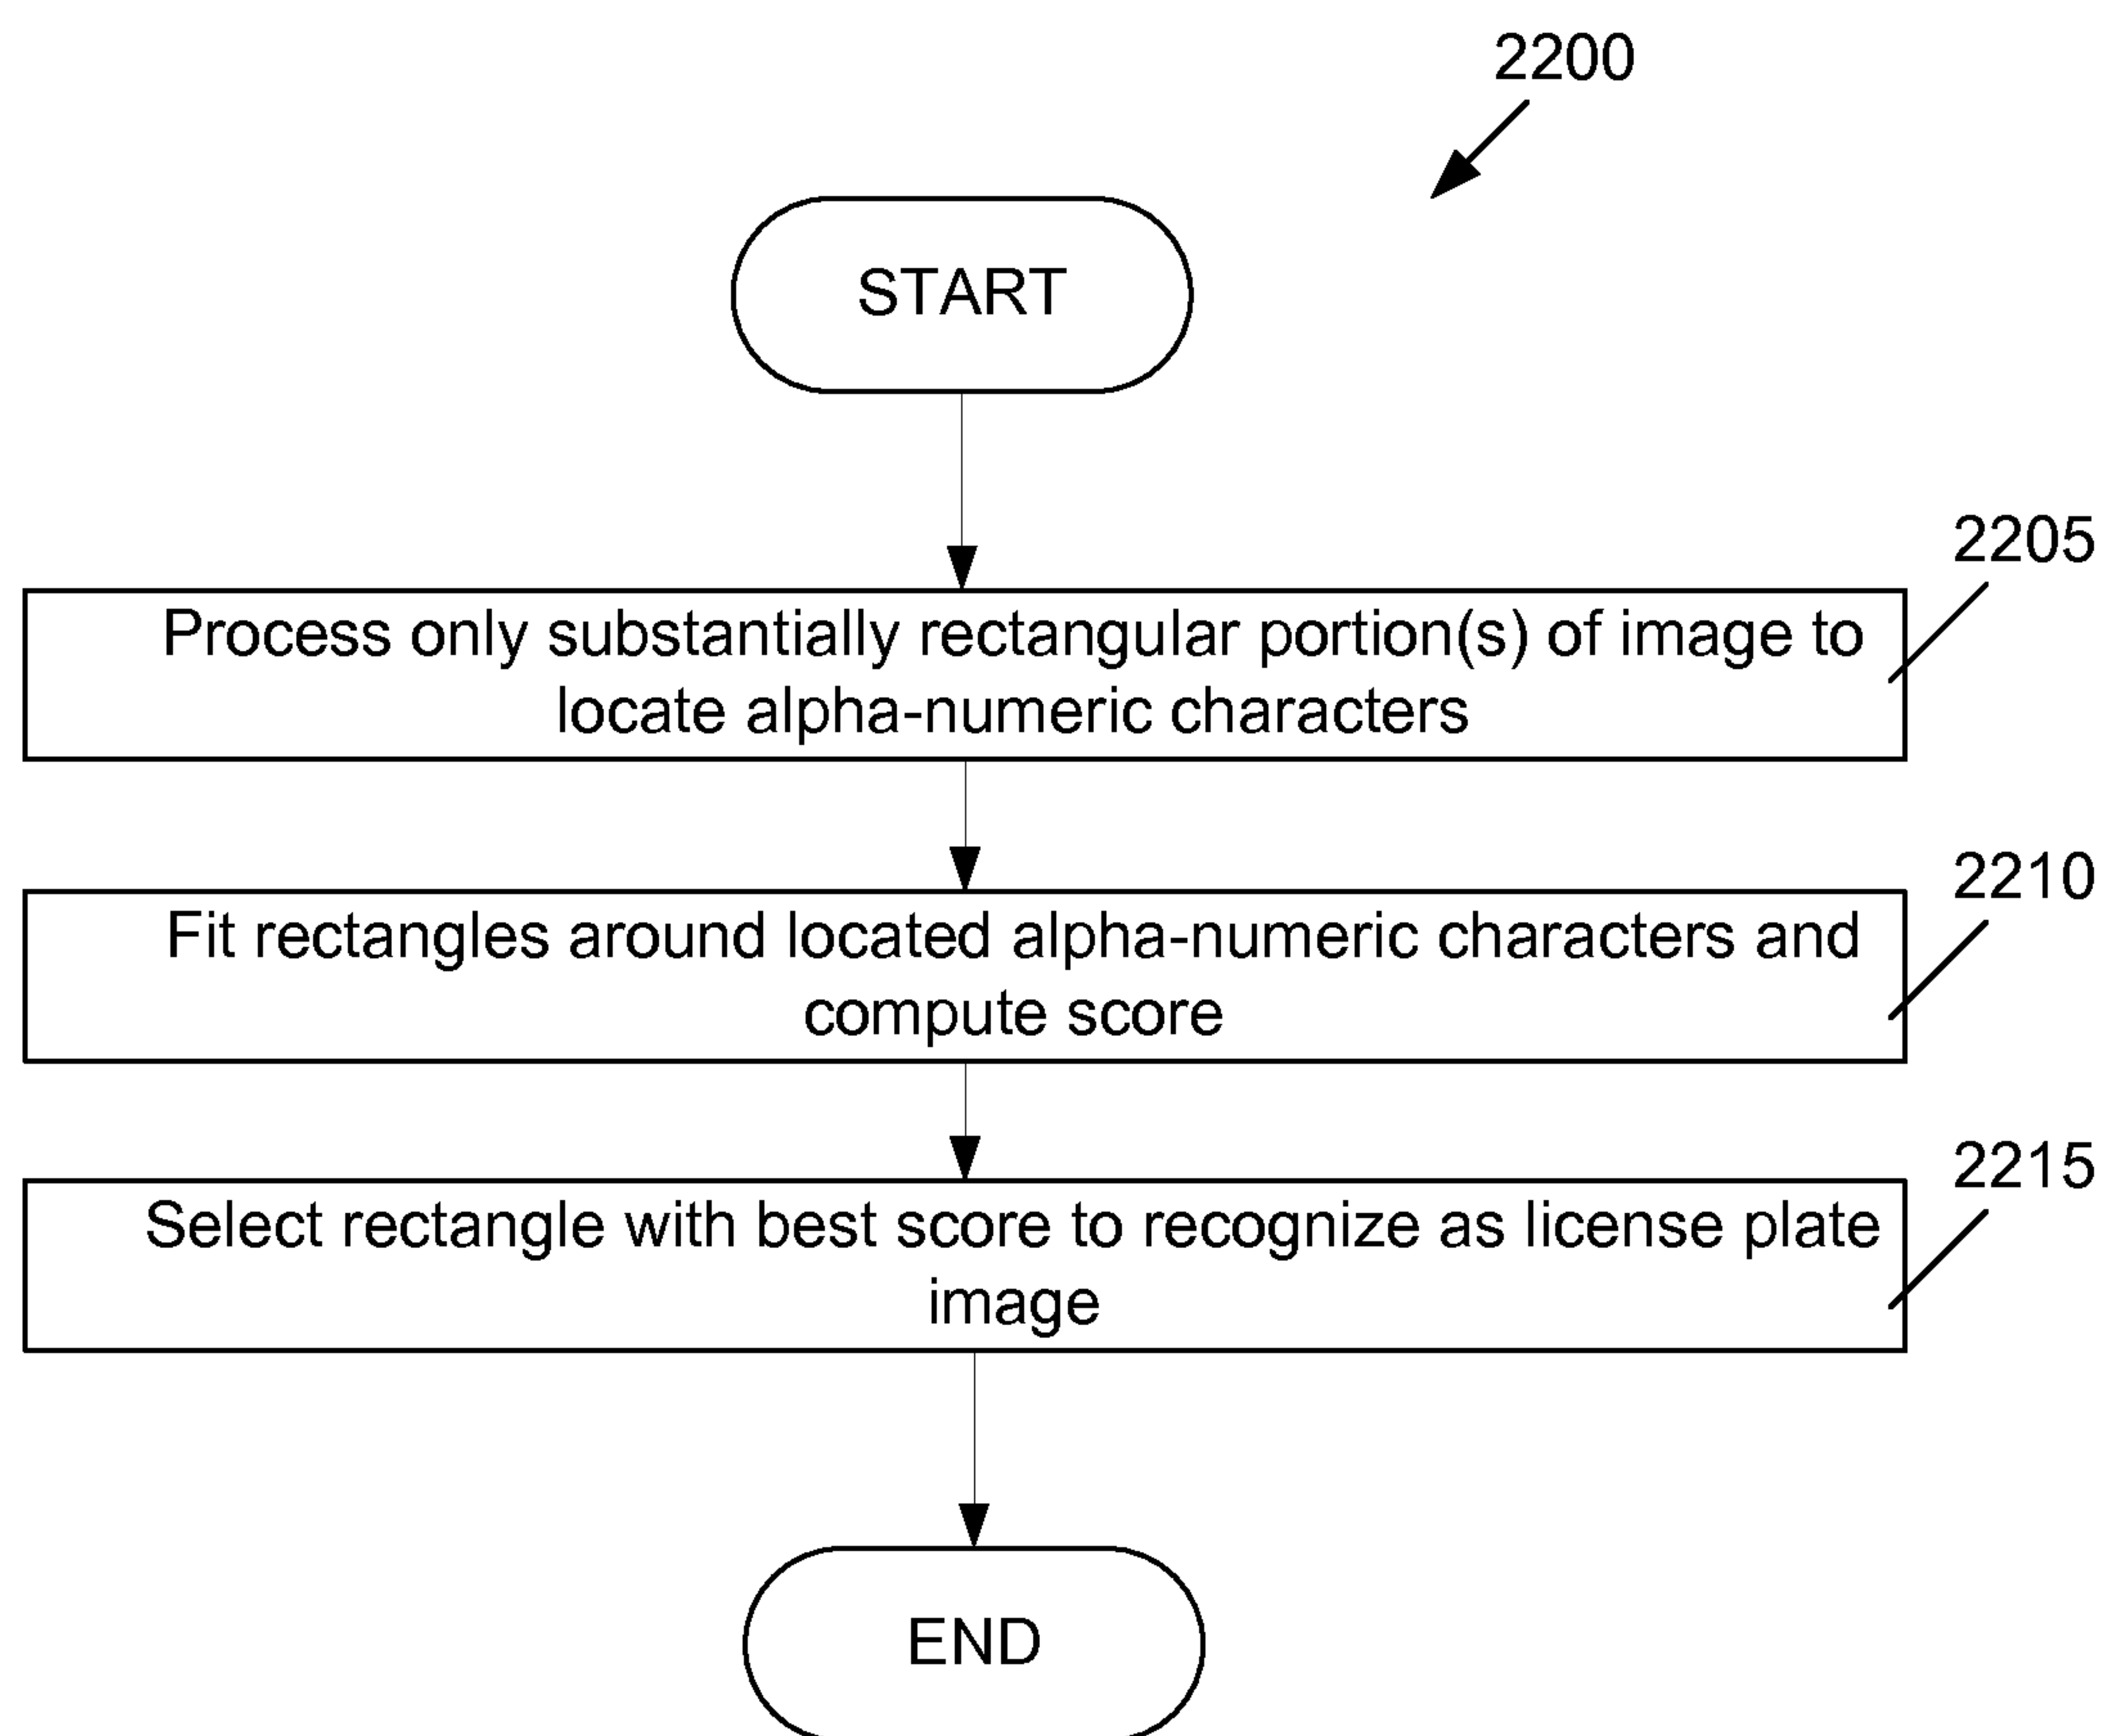 2200
START
2205
Process only substantially rectangular portion(s) of image to
locate alpha-numeric characters
2210
Fit rectangles around located alpha-numeric characters and
compute score
2215
Select rectangle with best score to recognize as license plate
image
END